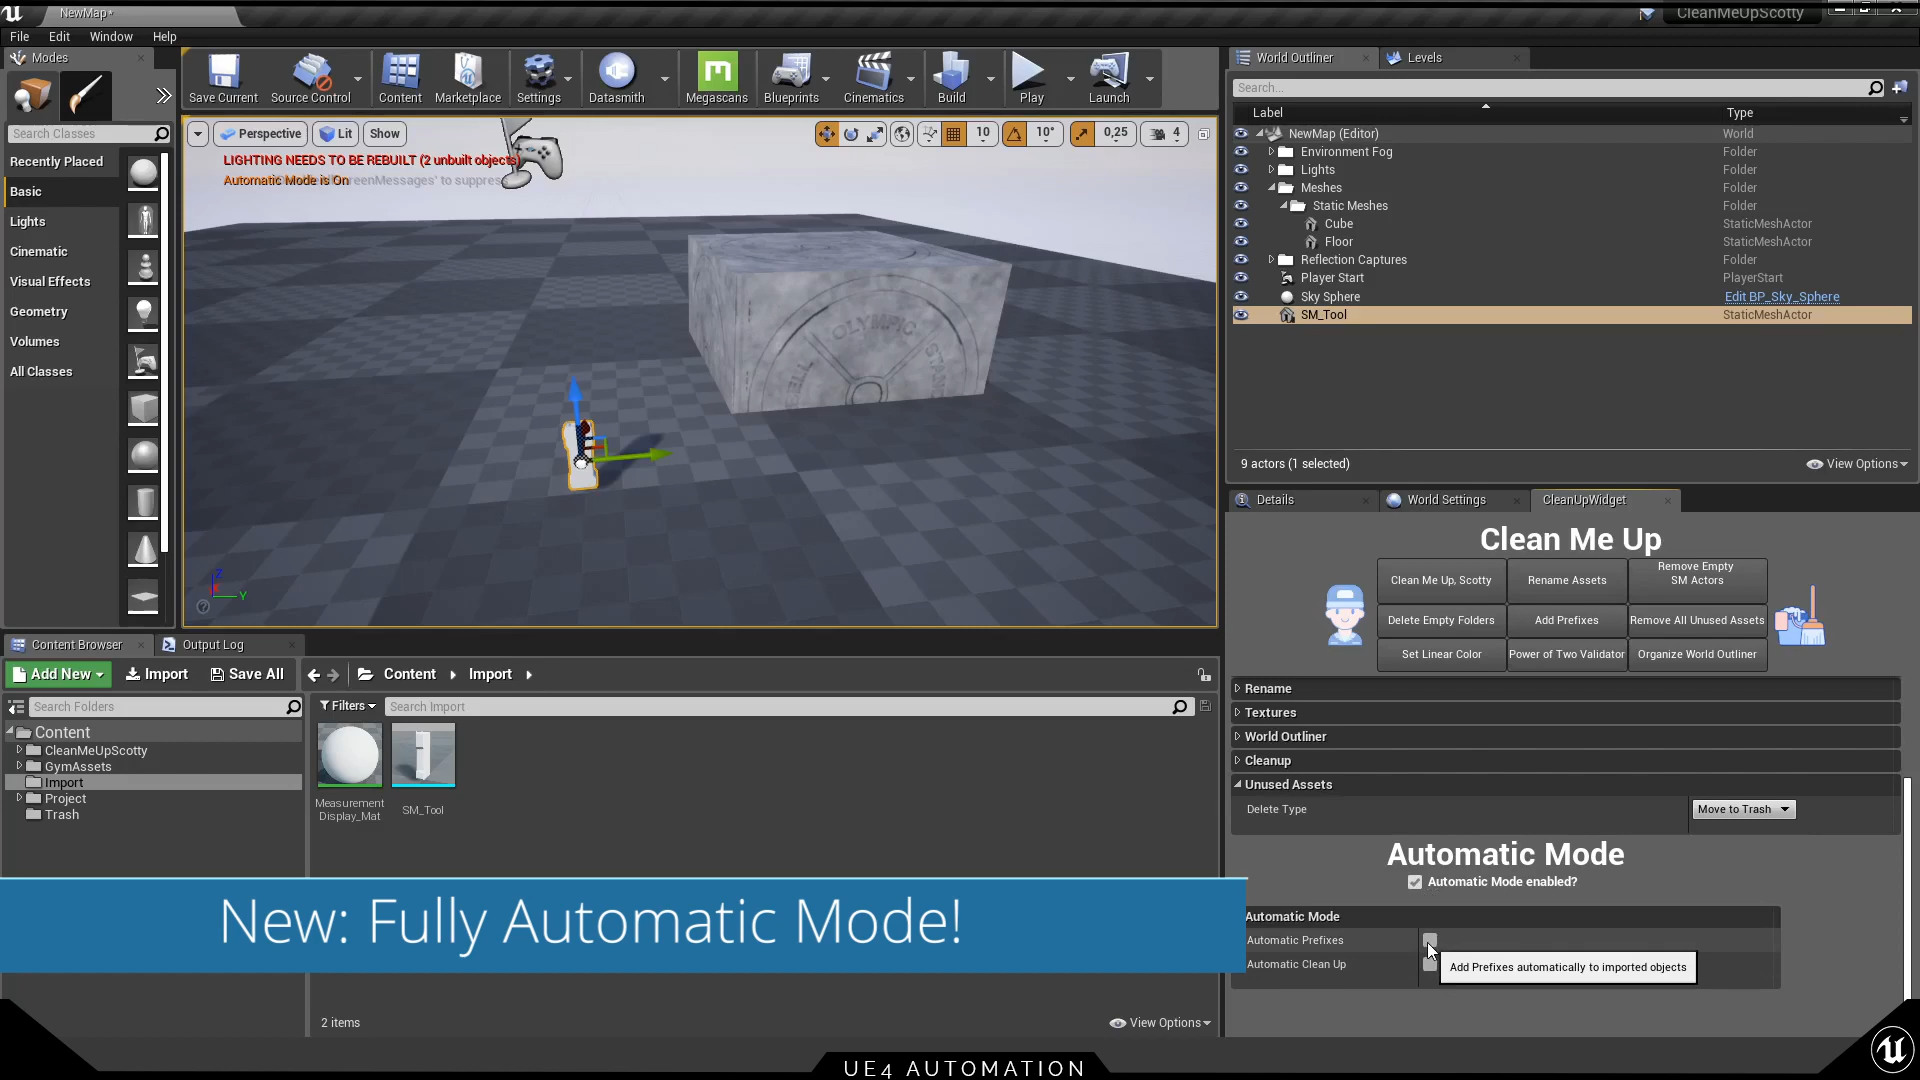 NewMap*
CleanMeUpScotty
File Edit Window Help
Modes
Save Current
Source Control
Content
Marketplace
Settings
Datasmith
Megascans
Blueprints
Cinematics
Build
Play
Launch
Search Classes
Recently Placed
Basic
Lights
Cinematic
Visual Effects
Geometry
Volumes
All Classes
Perspective
Lit
Show
10
10°
0,25
4
LIGHTING NEEDS TO BE REBUILT (2 unbuilt objects)
Automatic Mode is On
reenMessages' to suppress
OLYMPIC
Z
Y
World Outliner
Levels
Search...
Label Type
NewMap (Editor) World
Environment Fog Folder
Lights Folder
Meshes Folder
Static Meshes Folder
Cube StaticMeshActor
Floor StaticMeshActor
Reflection Captures Folder
Player Start PlayerStart
Sky Sphere Edit BP_Sky_Sphere
SM_Tool StaticMeshActor
9 actors (1 selected)
View Options
Details
World Settings
CleanUpWidget
Clean Me Up
Clean Me Up, Scotty
Rename Assets
Remove Empty
SM Actors
Delete Empty Folders
Add Prefixes
Remove All Unused Assets
Set Linear Color
Power of Two Validator
Organize World Outliner
Rename
Textures
World Outliner
Cleanup
Unused Assets
Delete Type Move to Trash
Automatic Mode
Automatic Mode enabled?
Automatic Mode
Automatic Prefixes
Automatic Clean Up
Add Prefixes automatically to imported objects
Content Browser
Output Log
Add New
Import
Save All
Content
Import
Search Folders
Filters
Search Import
Content
CleanMeUpScotty
GymAssets
Import
Project
Trash
Measurement
Display_Mat
SM_Tool
New: Fully Automatic Mode!
2 items
View Options
UE4 AUTOMATION